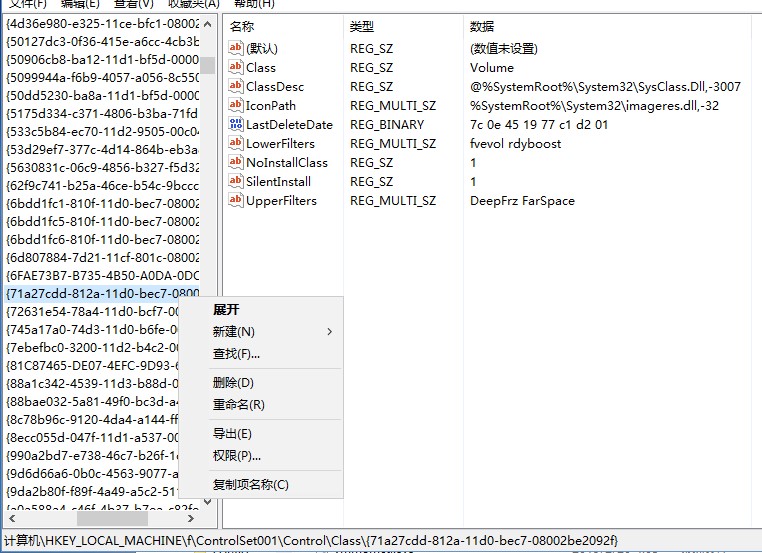 文件(F) 编辑(E) 查看(V) 收藏夹(A) 帮助(H)
{4d36e980-e325-11ce-bfc1-08002
{50127dc3-0f36-415e-a6cc-4cb3b
{50906cb8-ba12-11d1-bf5d-0000
{5099944a-f6b9-4057-a056-8c550
{50dd5230-ba8a-11d1-bf5d-0000
{5175d334-c371-4806-b3ba-71fd
{533c5b84-ec70-11d2-9505-00c04
{53d29ef7-377c-4d14-864b-eb3a
{5630831c-06c9-4856-b327-f5d32
{62f9c741-b25a-46ce-b54c-9bccc
{6bdd1fc1-810f-11d0-bec7-08002
{6bdd1fc5-810f-11d0-bec7-08002
{6bdd1fc6-810f-11d0-bec7-08002
{6d807884-7d21-11cf-801c-08002
{6FAE73B7-B735-4B50-A0DA-0DC
{71a27cdd-812a-11d0-bec7-0800
{72631e54-78a4-11d0-bcf7-00
{745a17a0-74d3-11d0-b6fe-00
{7ebefbc0-3200-11d2-b4c2-00
{81C87465-DE07-4EFC-9D93-6
{88a1c342-4539-11d3-b88d-0
{88bae032-5a81-49f0-bc3d-a4
{8c78b96c-9120-4da4-a144-ff
{8ecc055d-047f-11d1-a537-00
{990a2bd7-e738-46c7-b26f-1
{9d6d66a6-0b0c-4563-9077-a
{9da2b80f-f89f-4a49-a5c2-511
名称 类型 数据
(默认) REG_SZ (数值未设置)
Class REG_SZ Volume
ClassDesc REG_SZ @%SystemRoot%\System32\SysClass.Dll,-3007
IconPath REG_MULTI_SZ %SystemRoot%\System32\imageres.dll,-32
LastDeleteDate REG_BINARY 7c 0e 45 19 77 c1 d2 01
LowerFilters REG_MULTI_SZ fvevol rdyboost
NoInstallClass REG_SZ 1
SilentInstall REG_SZ 1
UpperFilters REG_MULTI_SZ DeepFrz FarSpace
展开
新建(N)
查找(F)...
删除(D)
重命名(R)
导出(E)
权限(P)...
复制项名称(C)
计算机\HKEY_LOCAL_MACHINE\f\ControlSet001\Control\Class\{71a27cdd-812a-11d0-bec7-08002be2092f}